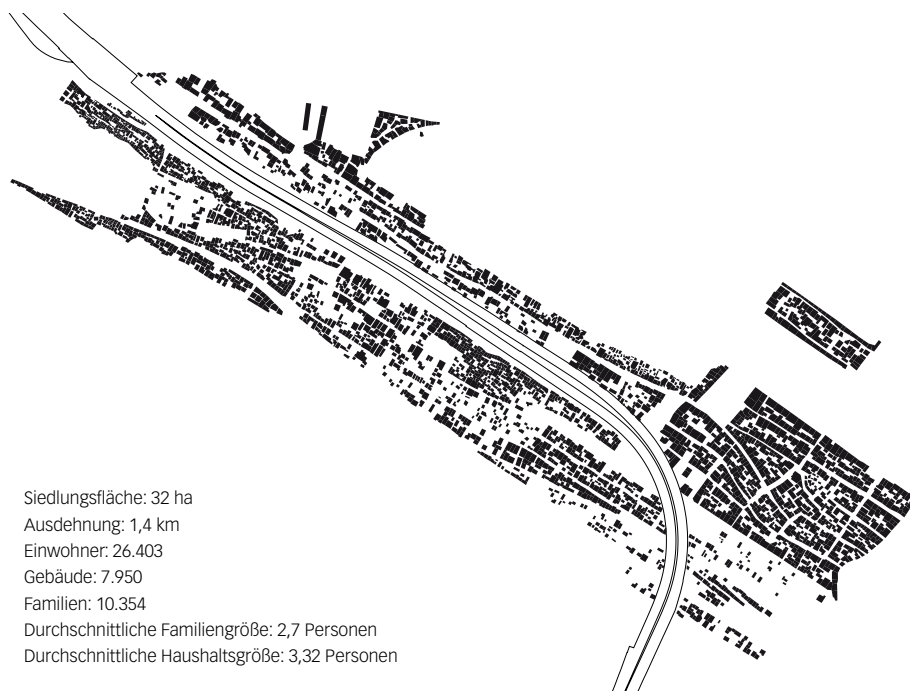 Siedlungsfläche: 32 ha
Ausdehnung: 1,4 km
Einwohner: 26.403
Gebäude: 7.950
Familien: 10.354
Durchschnittliche Familiengröße: 2,7 Personen
Durchschnittliche Haushaltsgröße: 3,32 Personen